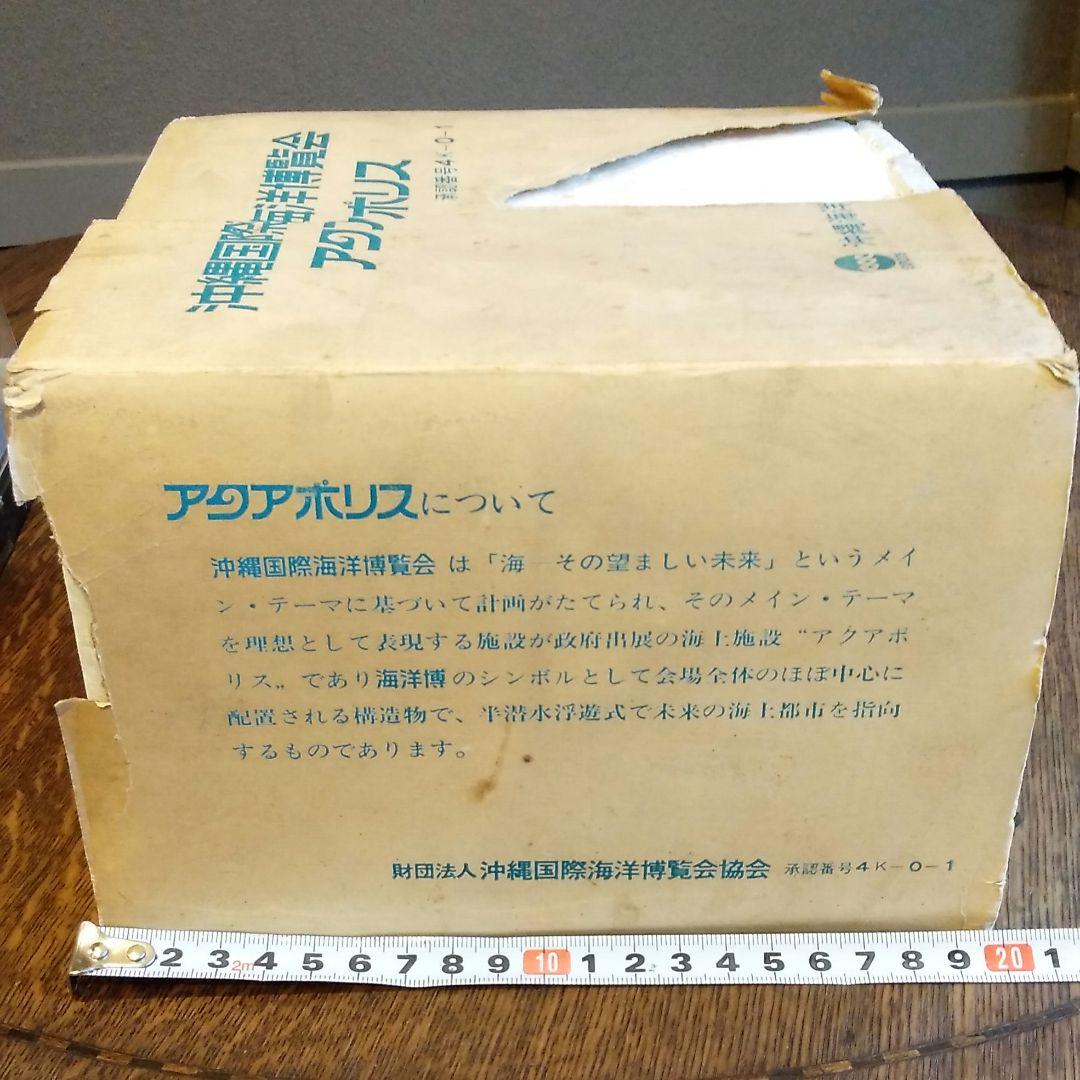 沖縄国際海洋博覧会
アクアポリス
承認番号4K-0-1
沖縄
アクアポリスについて
沖縄国際海洋博覧会は「海―その望ましい未来」というメイ
ン・テーマに基づいて計画がたてられ、そのメイン・テーマ
を理想として表現する施設が政府出展の海上施設“アクアポ
リス„であり海洋博のシンボルとして会場全体のほぼ中心に
配置される構造物で、半潜水浮遊式で未来の海上都市を指向
するものであります。
財団法人沖縄国際海洋博覧会協会 承認番号4K-0-1
2 3 2m 4 5 6 7 8 9 10 1 2 3 4 5 6 7 8 9 20 1